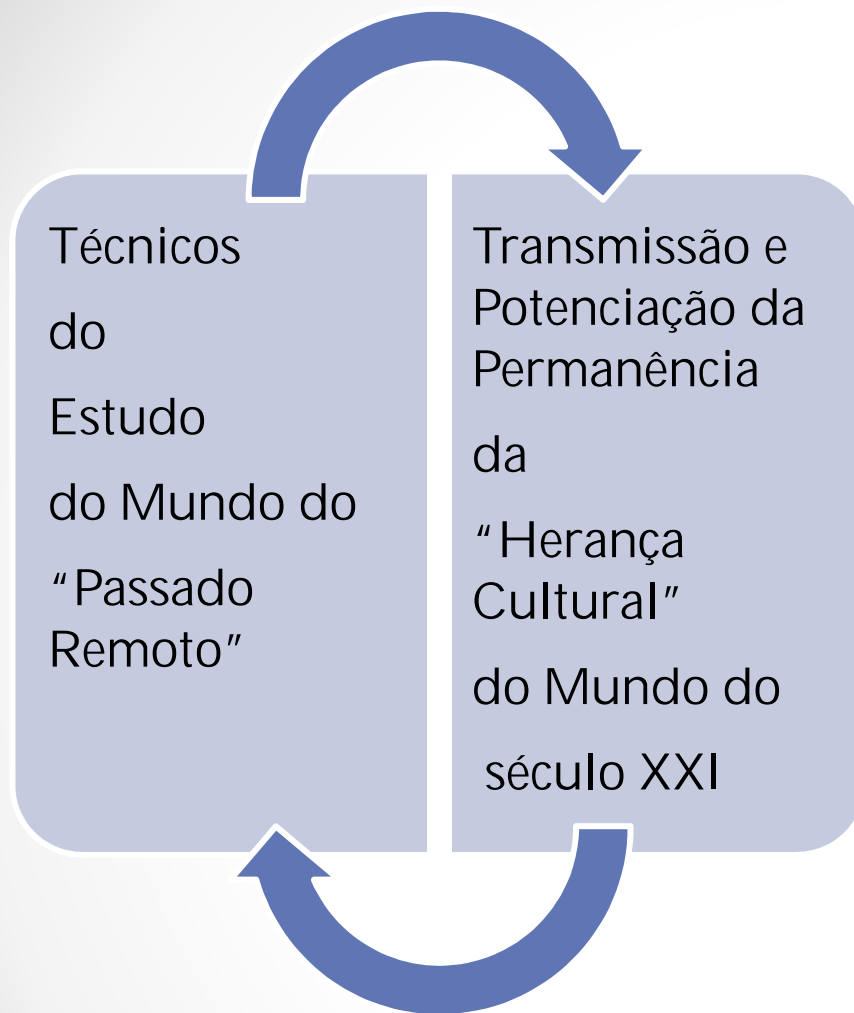 Técnicos
do
Estudo
do Mundo do
“Passado
Remoto”
Transmissão e
Potenciação da
Permanência
da
“Herança
Cultural”
do Mundo do
século XXI